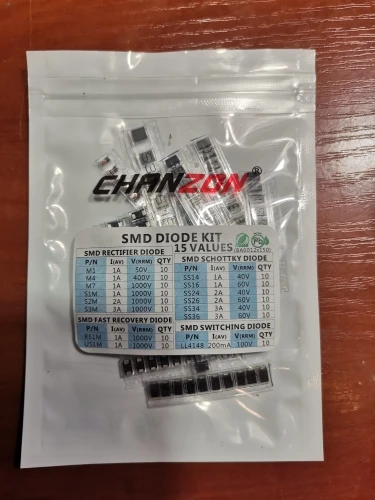 CHANZON®
SMD DIODE KIT
15 VALUES
Pb
SMD RECTIFIER DIODE
P/N I(AV) V(RRM) QTY
M1 1A 50V 10
M4 1A 400V 10
M7 1A 1000V 10
S1M 1A 1000V 10
S2M 2A 1000V 10
S3M 3A 1000V 10
SMD SCHOTTKY DIODE
P/N I(AV) V(RRM) QTY
SS14 1A 40V 10
SS16 1A 60V 10
SS24 2A 40V 10
SS26 2A 60V 10
SS34 3A 40V 10
SS36 3A 60V 10
SMD FAST RECOVERY DIODE
P/N I(AV) V(RRM) QTY
RS1M 1A 1000V 10
US1M 1A 1000V 10
SMD SWITCHING DIODE
P/N I(AV) V(RRM) QTY
LL4148 200mA 100V 10